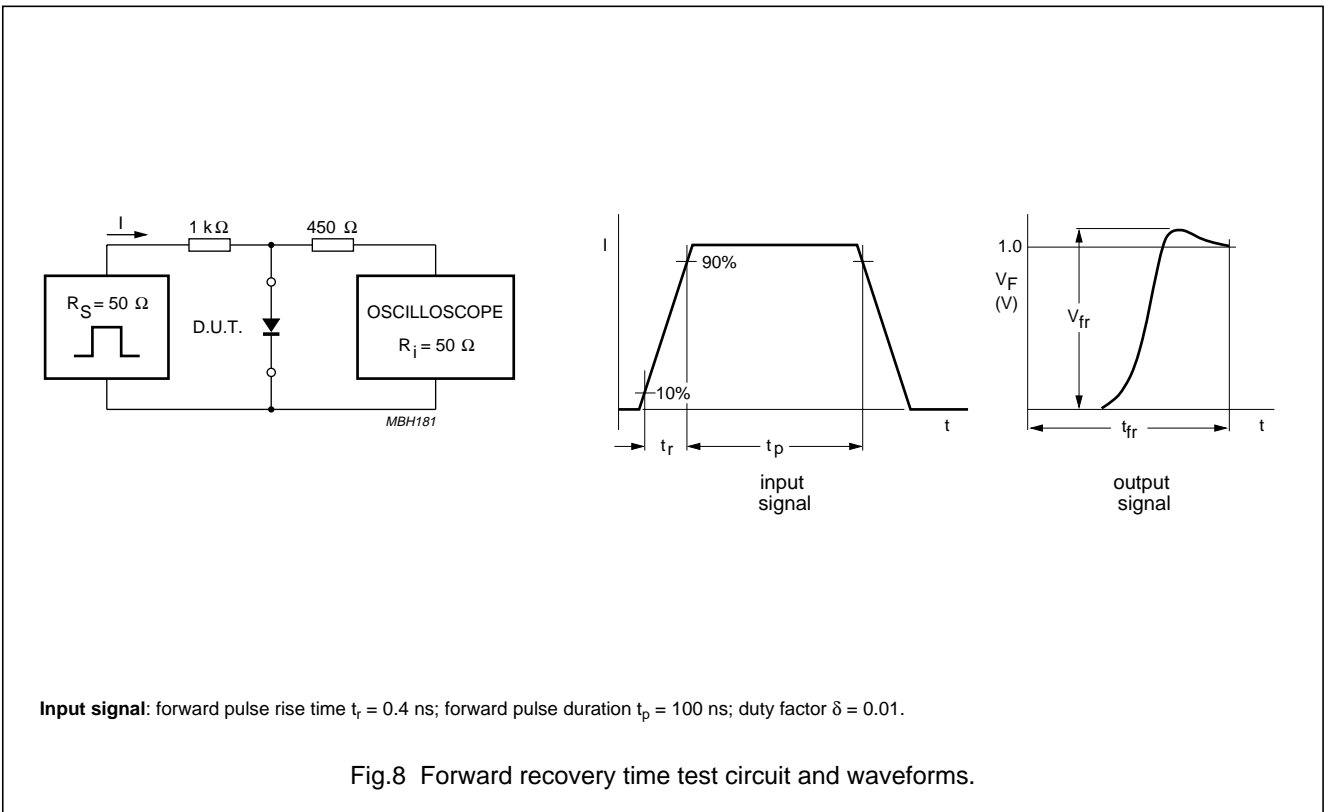 I
1 kΩ
450 Ω
R_S = 50 Ω
D.U.T.
OSCILLOSCOPE
R_i = 50 Ω
MBH181
I
90%
10%
t
t_r
t_p
input
signal
1.0
V_F
(V)
V_fr
t_fr
t
output
signal
Input signal: forward pulse rise time t_r = 0.4 ns; forward pulse duration t_p = 100 ns; duty factor δ = 0.01.
Fig.8 Forward recovery time test circuit and waveforms.